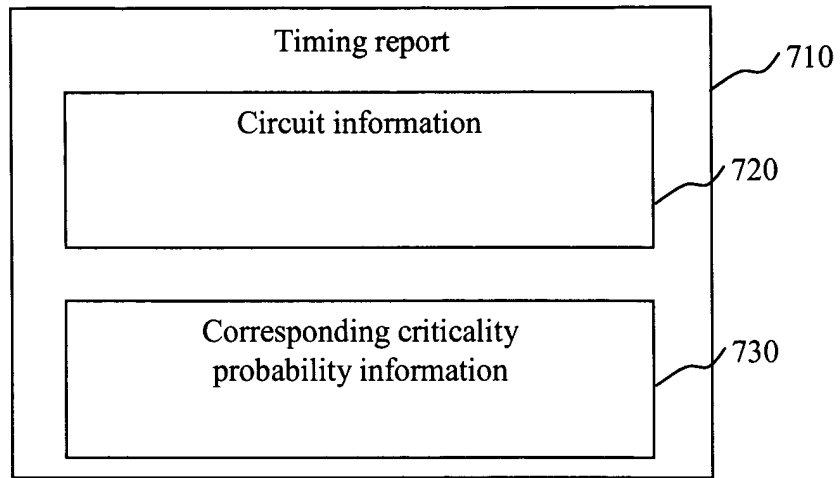 Timing report
710
Circuit information
720
Corresponding criticality
probability information
730